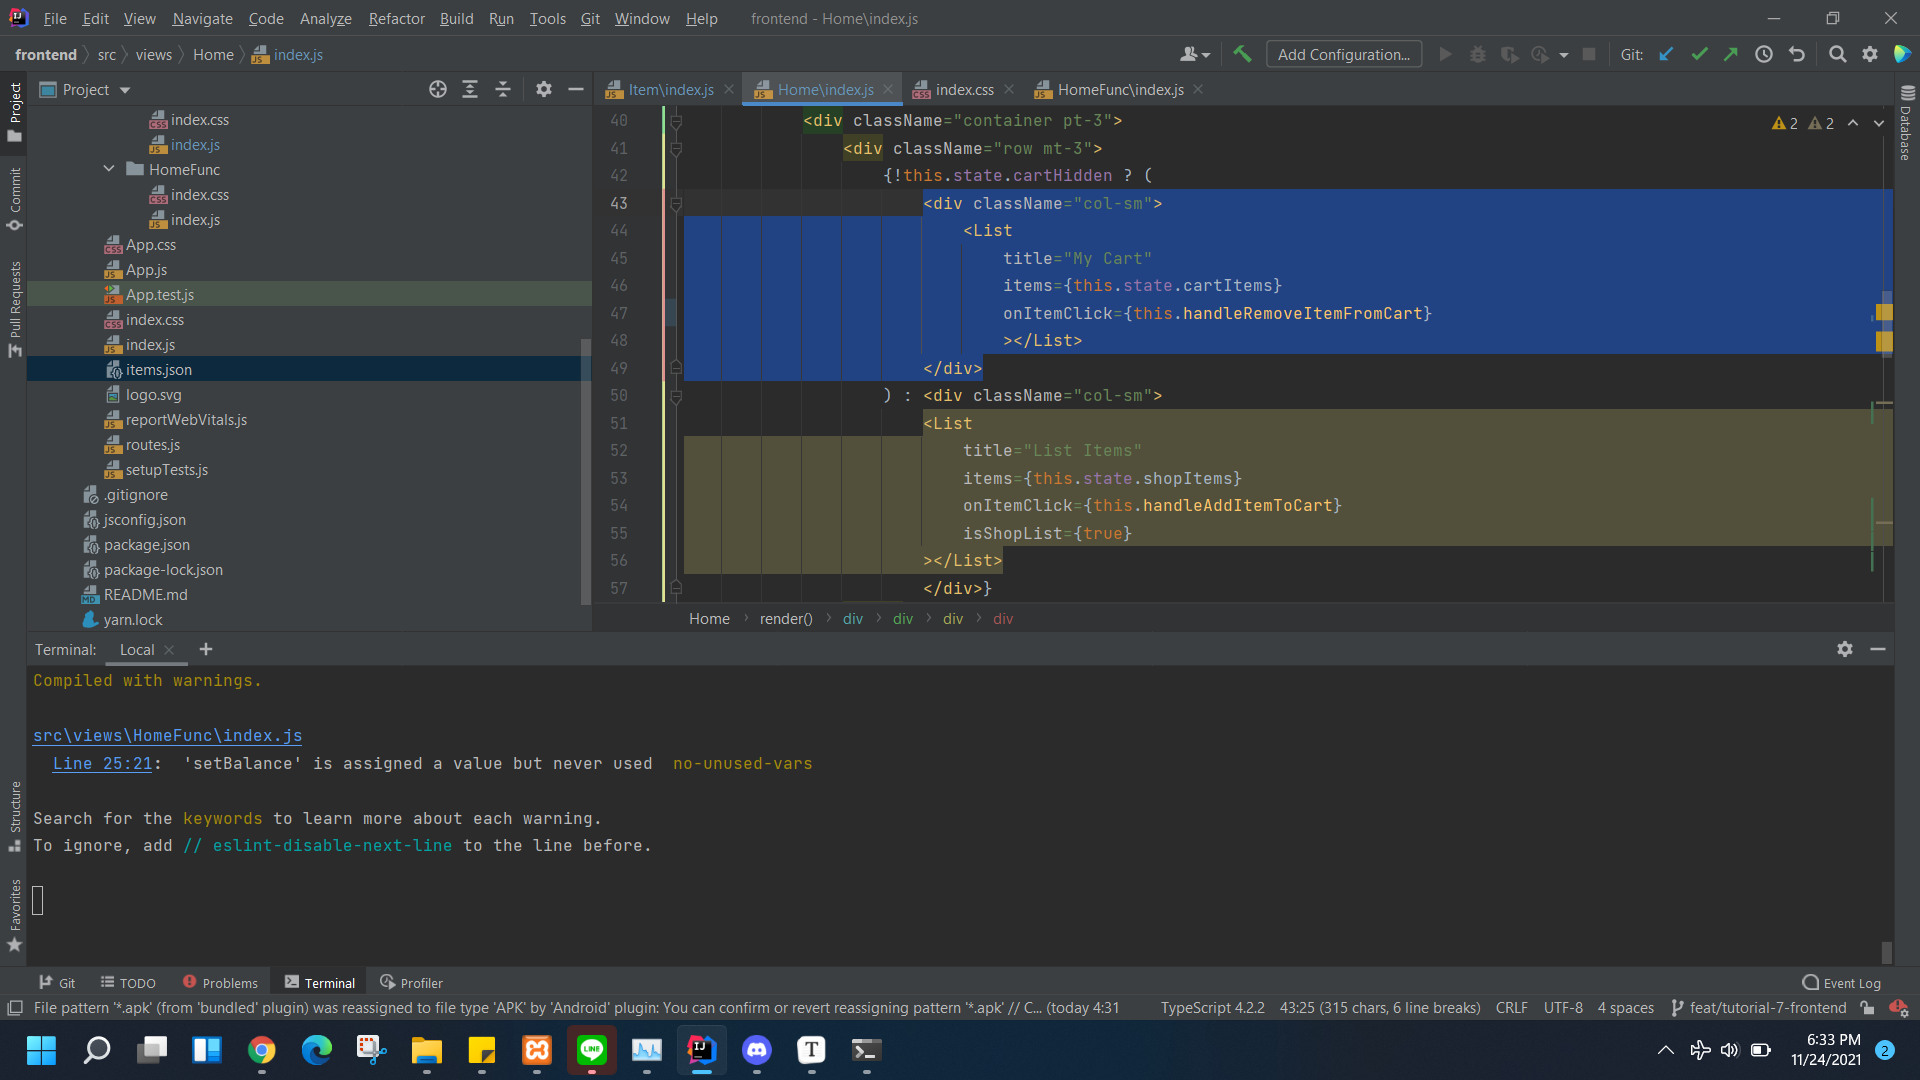 File Edit View Navigate Code Analyze Refactor Build Run Tools Git Window Help frontend - Home\index.js
frontend src views Home index.js Add Configuration... Git:
Project
Item\index.js Home\index.js index.css HomeFunc\index.js
index.css
index.js
HomeFunc
index.css
index.js
App.css
App.js
App.test.js
index.css
index.js
items.json
logo.svg
reportWebVitals.js
routes.js
setupTests.js
.gitignore
jsconfig.json
package.json
package-lock.json
README.md
yarn.lock
Project
Commit
Pull Requests
Structure
Favorites
Database
2 2
40 <div className="container pt-3">
41 <div className="row mt-3">
42 {!this.state.cartHidden ? (
43 <div className="col-sm">
44 <List
45 title="My Cart"
46 items={this.state.cartItems}
47 onItemClick={this.handleRemoveItemFromCart}
48 ></List>
49 </div>
50 ) : <div className="col-sm">
51 <List
52 title="List Items"
53 items={this.state.shopItems}
54 onItemClick={this.handleAddItemToCart}
55 isShopList={true}
56 ></List>
57 </div>}
Home render() div div div div
Terminal: Local
Compiled with warnings.
src\views\HomeFunc\index.js
Line 25:21: 'setBalance' is assigned a value but never used no-unused-vars
Search for the keywords to learn more about each warning.
To ignore, add // eslint-disable-next-line to the line before.
Git TODO Problems Terminal Profiler Event Log
File pattern '*.apk' (from 'bundled' plugin) was reassigned to file type 'APK' by 'Android' plugin: You can confirm or revert reassigning pattern '*.apk' // C... (today 4:31 TypeScript 4.2.2 43:25 (315 chars, 6 line breaks) CRLF UTF-8 4 spaces feat/tutorial-7-frontend
6:33 PM
11/24/2021
2